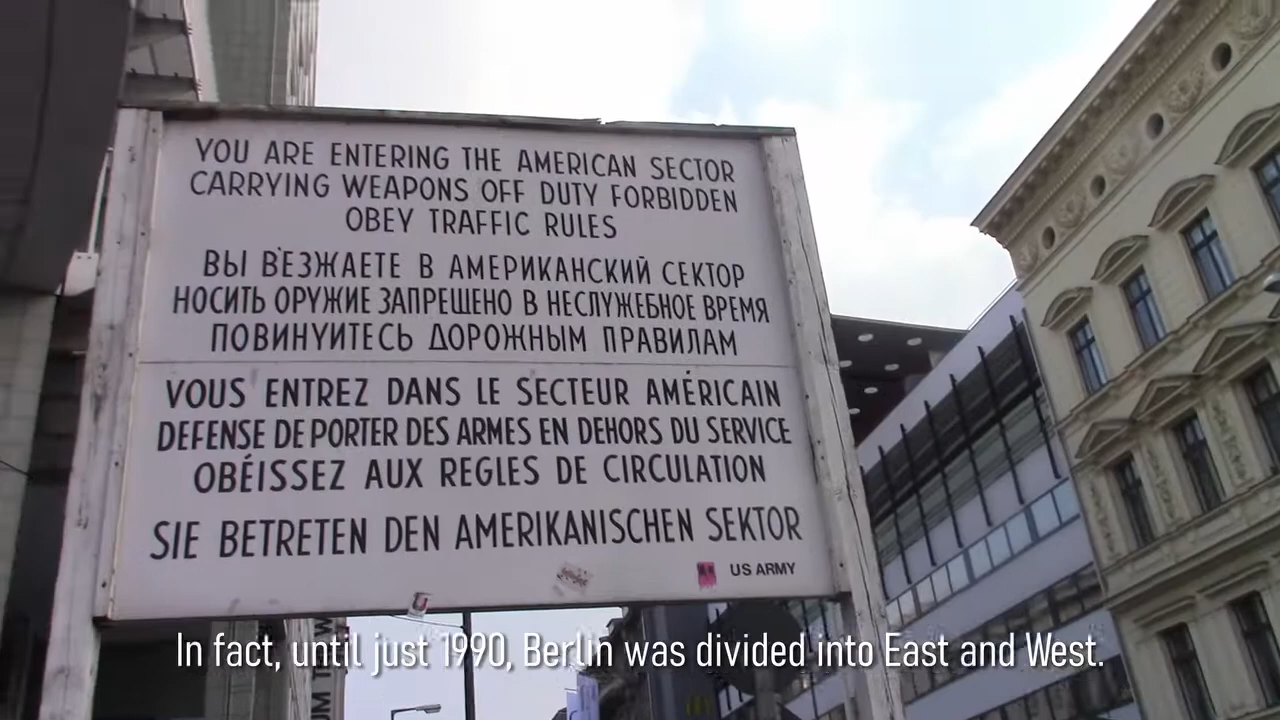 YOU ARE ENTERING THE AMERICAN SECTOR
CARRYING WEAPONS OFF DUTY FORBIDDEN
OBEY TRAFFIC RULES
ВЫ ВЪЕЗЖАЕТЕ В АМЕРИКАНСКИЙ СЕКТОР
НОСИТЬ ОРУЖИЕ ЗАПРЕЩЕНО В НЕСЛУЖЕБНОЕ ВРЕМЯ
ПОВИНУЙТЕСЬ ДОРОЖНЫМ ПРАВИЛАМ
VOUS ENTREZ DANS LE SECTEUR AMÉRICAIN
DEFENSE DE PORTER DES ARMES EN DEHORS DU SERVICE
OBÉISSEZ AUX REGLES DE CIRCULATION
SIE BETRETEN DEN AMERIKANISCHEN SEKTOR
US ARMY
In fact, until just 1990, Berlin was divided into East and West.